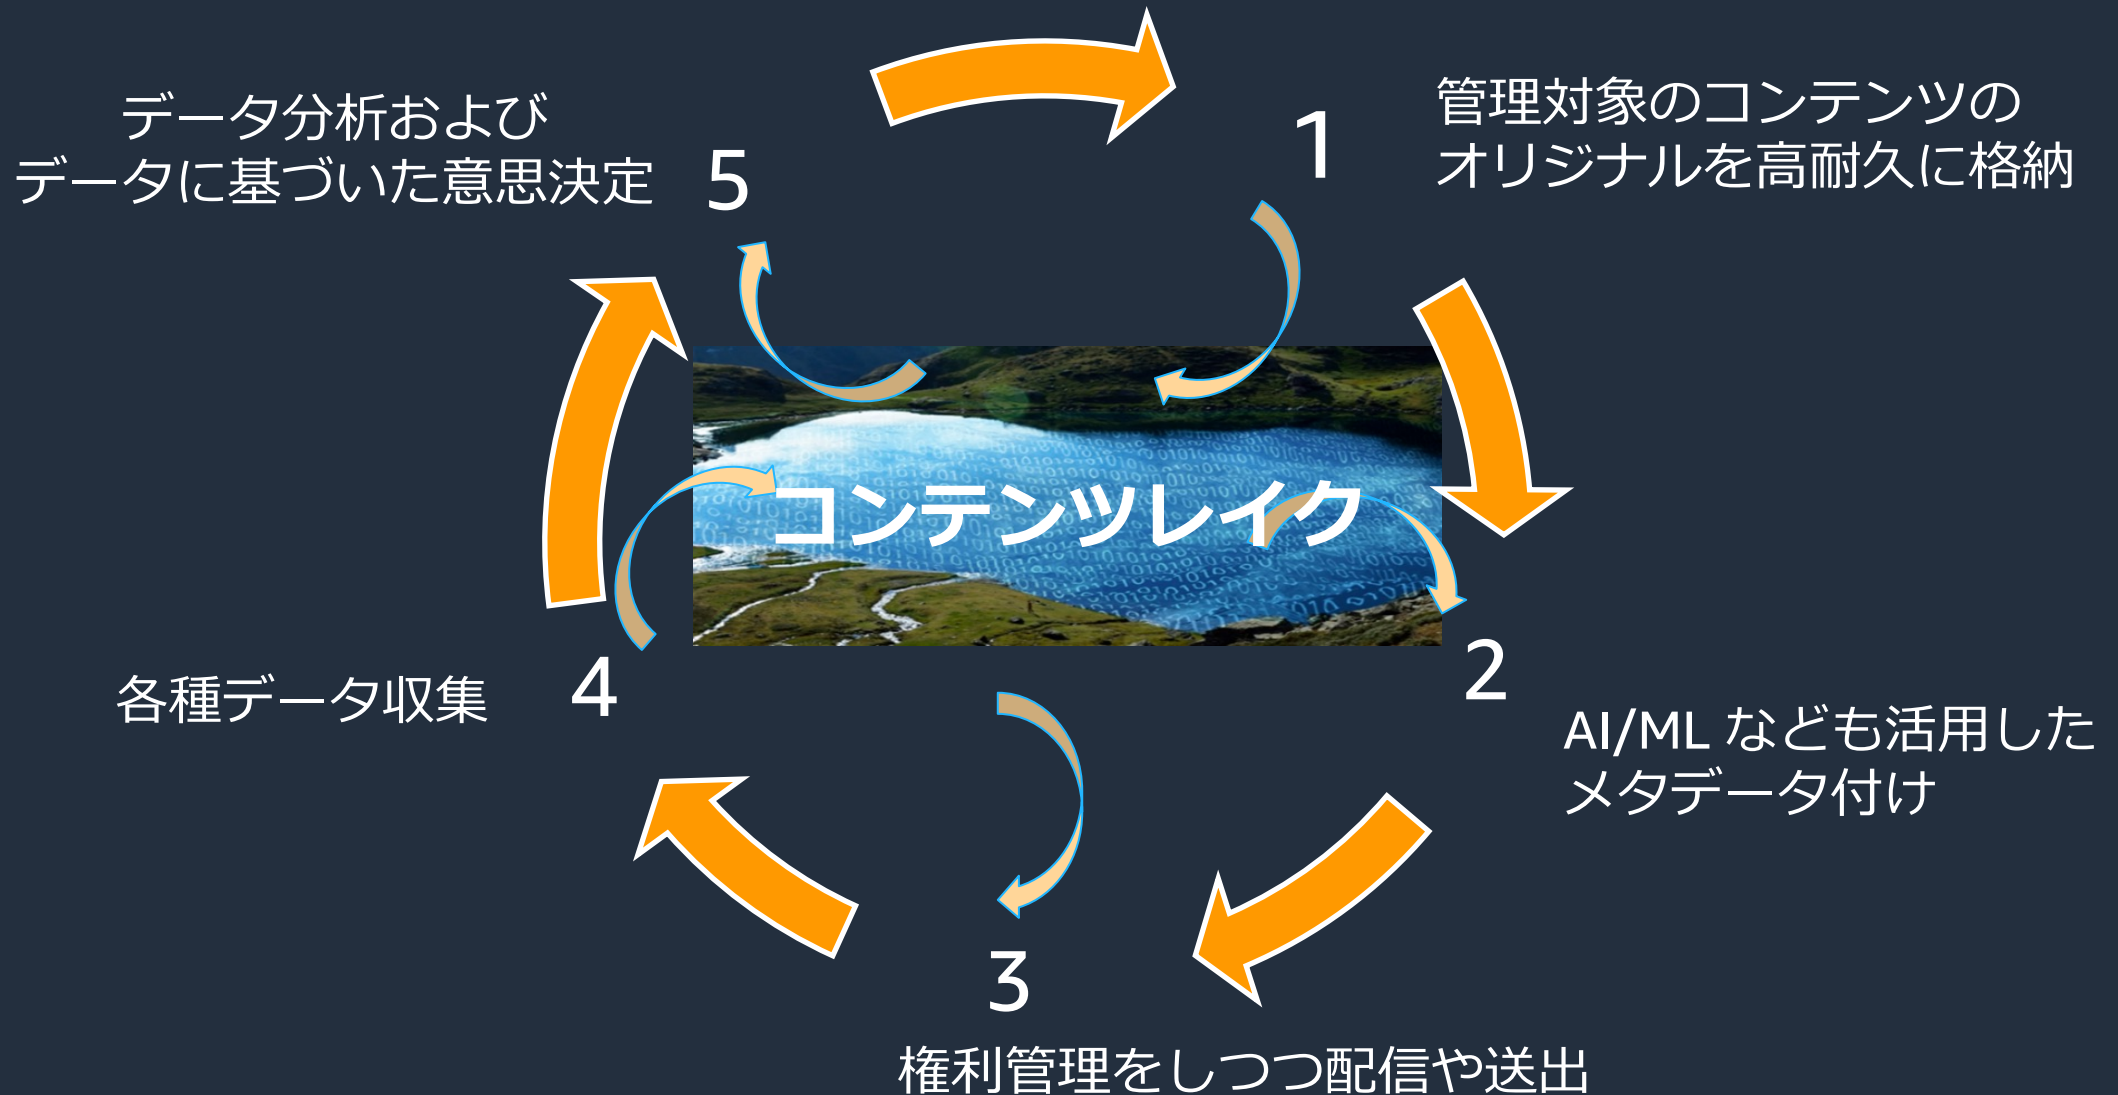 1
管理対象のコンテンツの
オリジナルを高耐久に格納
2
AI/ML なども活用した
メタデータ付け
3
権利管理をしつつ配信や送出
4
各種データ収集
5
データ分析および
データに基づいた意思決定
コンテンツレイク